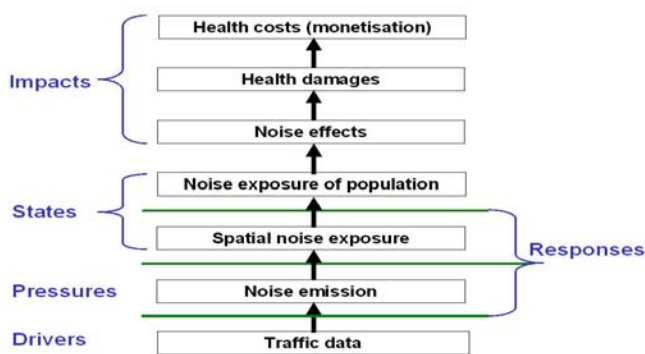 Health costs (monetisation)
Impacts
Health damages
Noise effects
Noise exposure of population
States
Spatial noise exposure
Responses
Pressures
Noise emission
Drivers
Traffic data